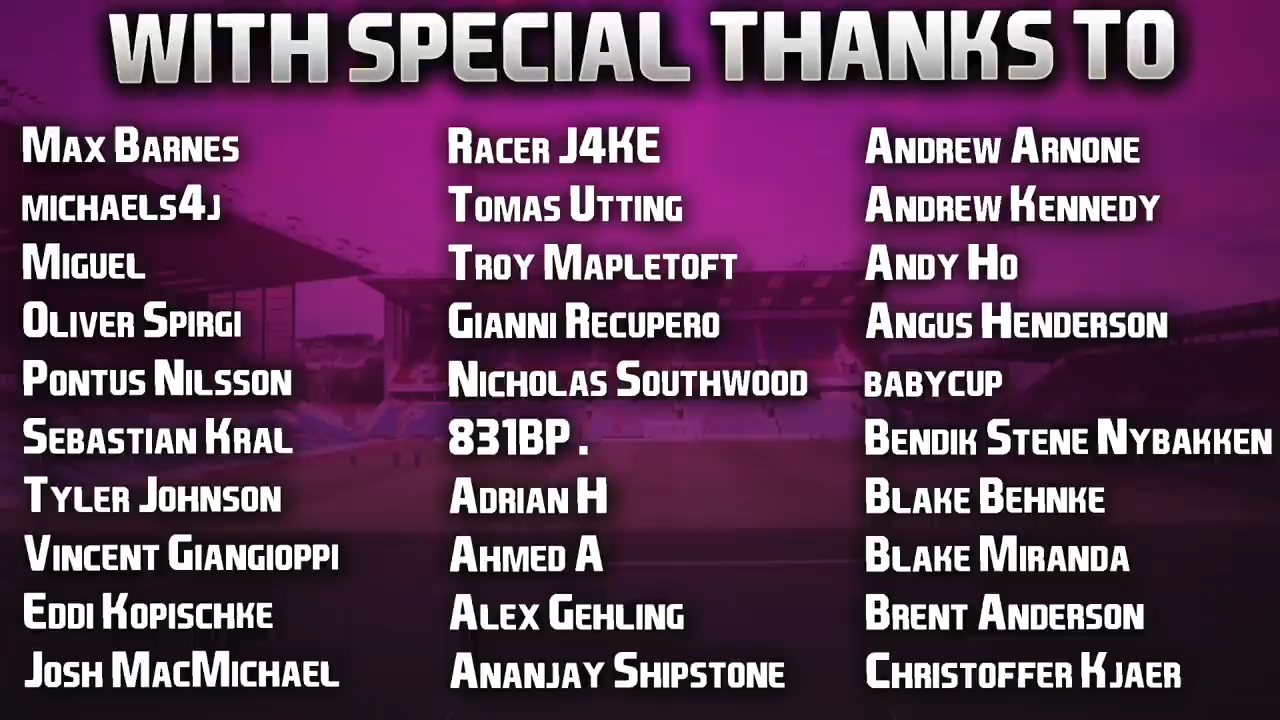 WITH SPECIAL THANKS TO
Max Barnes
michaels4j
Miguel
Oliver Spirgi
Pontus Nilsson
Sebastian Kral
Tyler Johnson
Vincent Giangioppi
Eddi Kopischke
Josh MacMichael
Racer J4KE
Tomas Utting
Troy Mapletoft
Gianni Recupero
Nicholas Southwood
831BP .
Adrian H
Ahmed A
Alex Gehling
Ananjay Shipstone
Andrew Arnone
Andrew Kennedy
Andy Ho
Angus Henderson
babycup
Bendik Stene Nybakken
Blake Behnke
Blake Miranda
Brent Anderson
Christoffer Kjaer